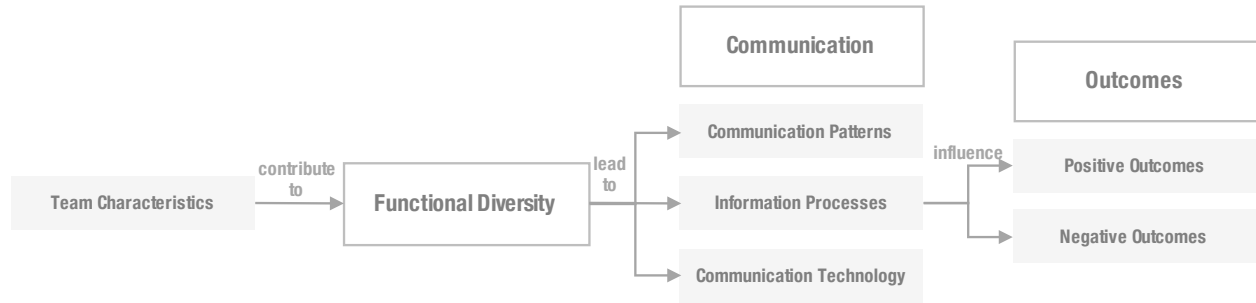 Communication
Outcomes
Communication Patterns
contribute
to
lead
to
influence
Positive Outcomes
Team Characteristics
Functional Diversity
Information Processes
Negative Outcomes
Communication Technology